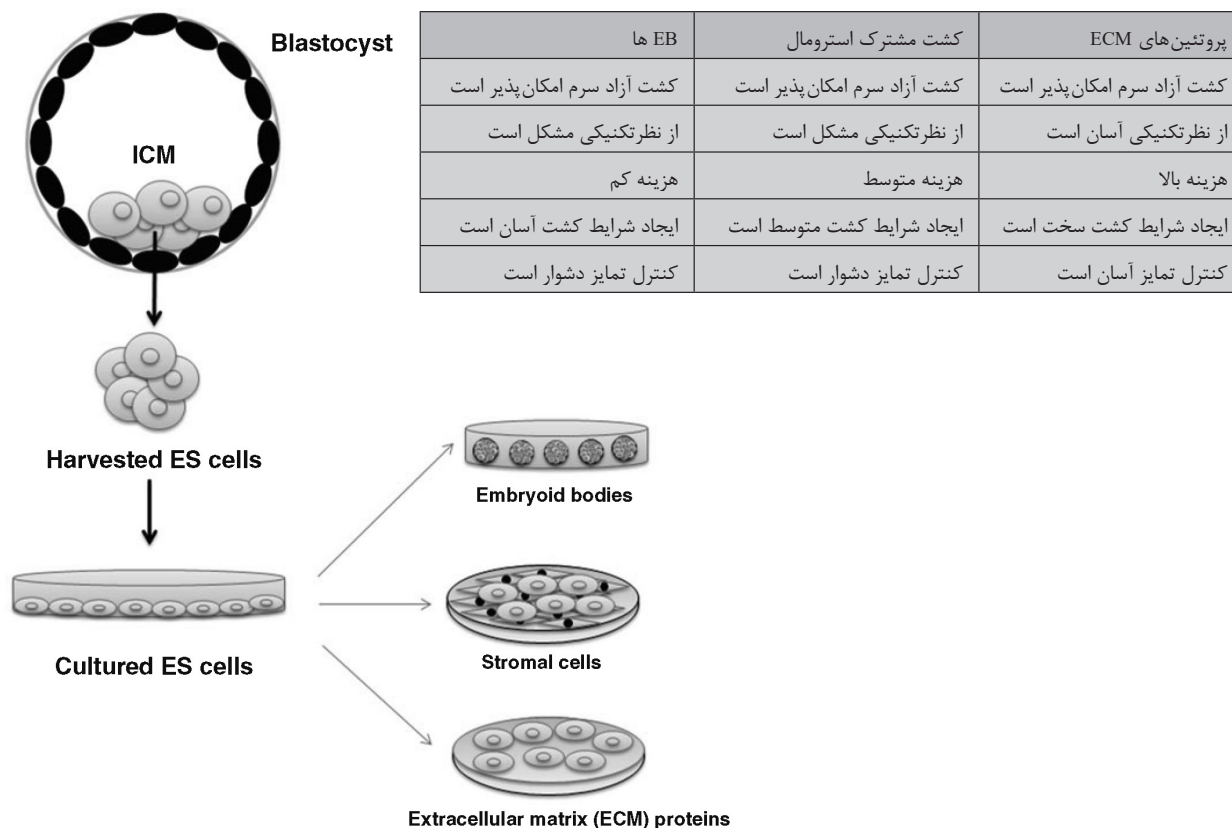 Blastocyst
ICM
Harvested ES cells
Cultured ES cells
Embryoid bodies
Stromal cells
Extracellular matrix (ECM) proteins
پروتئین‌های ECM	کشت مشترک استرومال	EB ها
کشت آزاد سرم امکان‌پذیر است	کشت آزاد سرم امکان‌پذیر است	کشت آزاد سرم امکان‌پذیر است
از نظرتکنیکی آسان است	از نظرتکنیکی مشکل است	از نظرتکنیکی مشکل است
هزینه بالا	هزینه متوسط	هزینه کم
ایجاد شرایط کشت سخت است	ایجاد شرایط کشت متوسط است	ایجاد شرایط کشت آسان است
کنترل تمایز آسان است	کنترل تمایز دشوار است	کنترل تمایز دشوار است